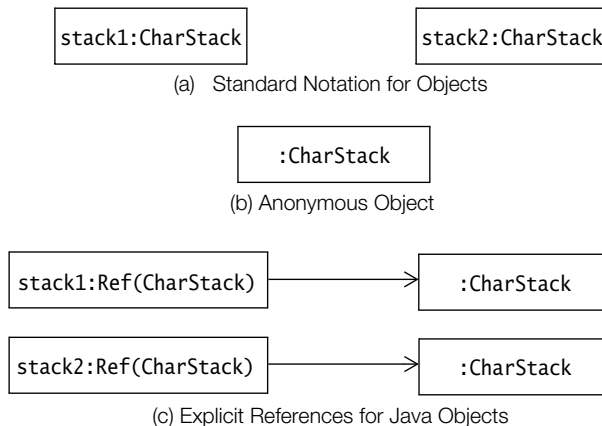 stack1:CharStack stack2:CharStack
(a) Standard Notation for Objects
:CharStack
(b) Anonymous Object
stack1:Ref(CharStack) :CharStack
stack2:Ref(CharStack) :CharStack
(c) Explicit References for Java Objects